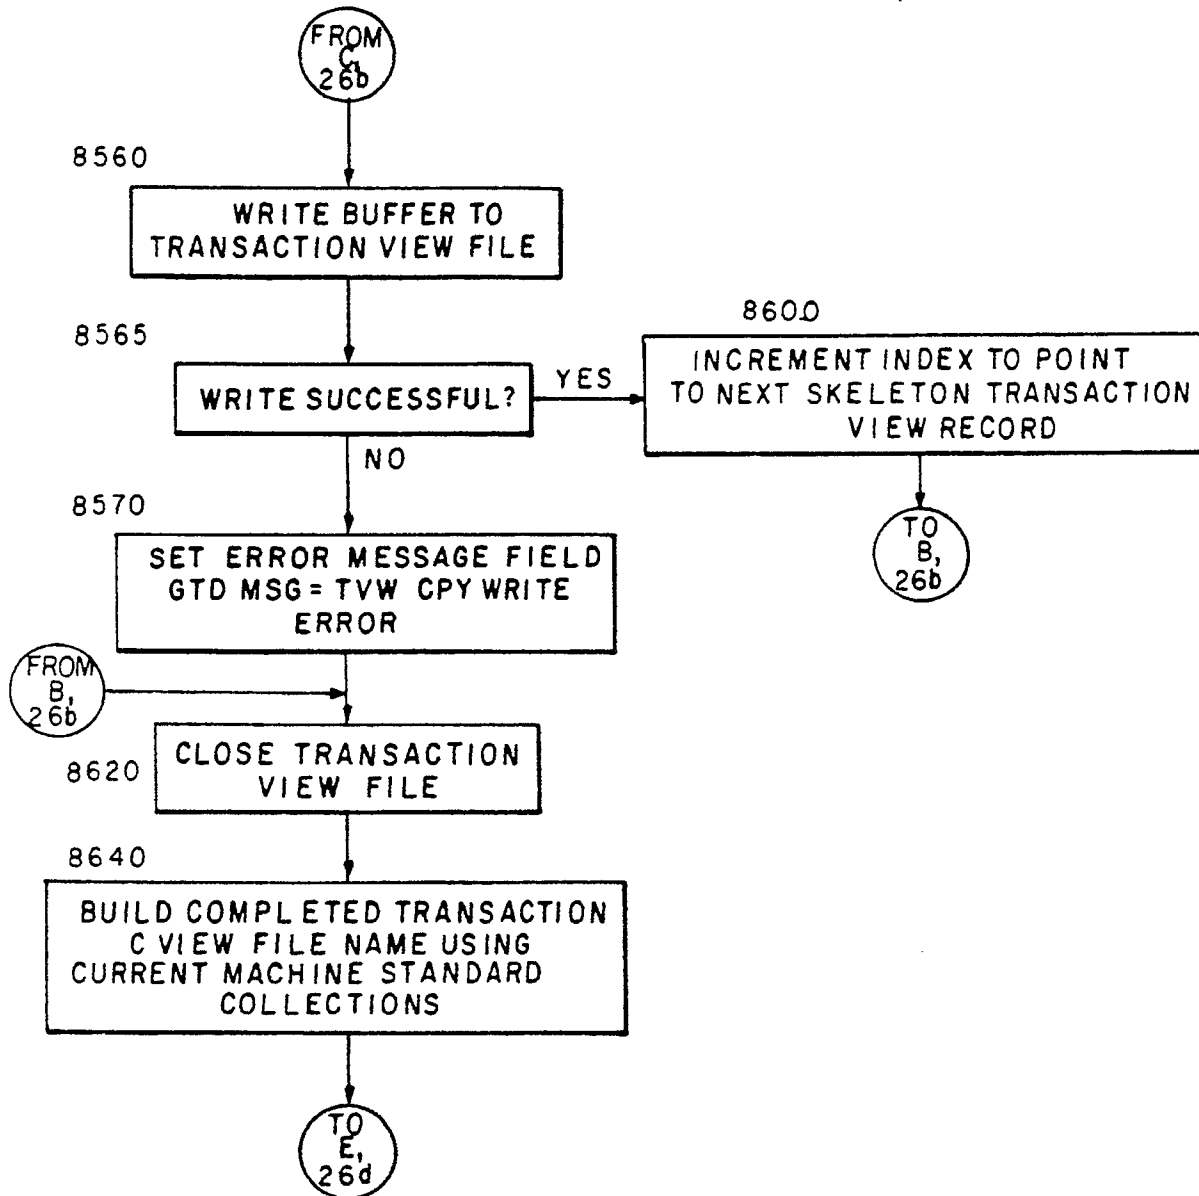 FROM
C,
26b
8560
WRITE BUFFER TO
TRANSACTION VIEW FILE
8565
WRITE SUCCESSFUL?
YES
8600
INCREMENT INDEX TO POINT
TO NEXT SKELETON TRANSACTION
VIEW RECORD
TO
B,
26b
NO
8570
SET ERROR MESSAGE FIELD
GTD MSG = TVW CPY WRITE
ERROR
FROM
B,
26b
8620
CLOSE TRANSACTION
VIEW FILE
8640
BUILD COMPLETED TRANSACTION
C VIEW FILE NAME USING
CURRENT MACHINE STANDARD
COLLECTIONS
TO
E,
26d